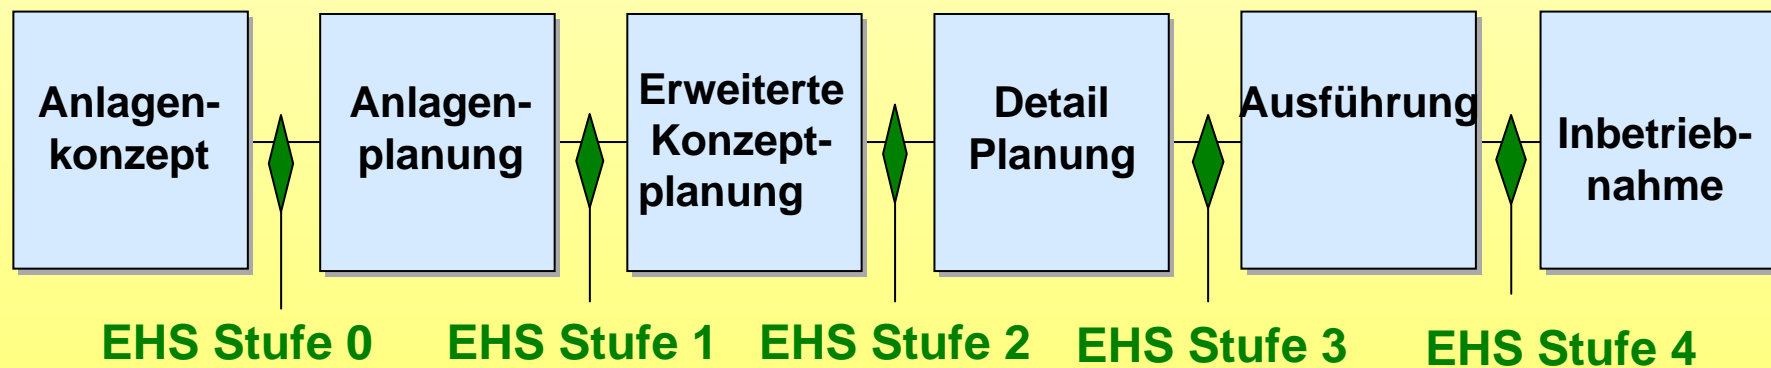 Anlagen-
konzept
Anlagen-
planung
Erweiterte
Konzept-
planung
Detail
Planung
Ausführung
Inbetrieb-
nahme
EHS Stufe 0
EHS Stufe 1
EHS Stufe 2
EHS Stufe 3
EHS Stufe 4